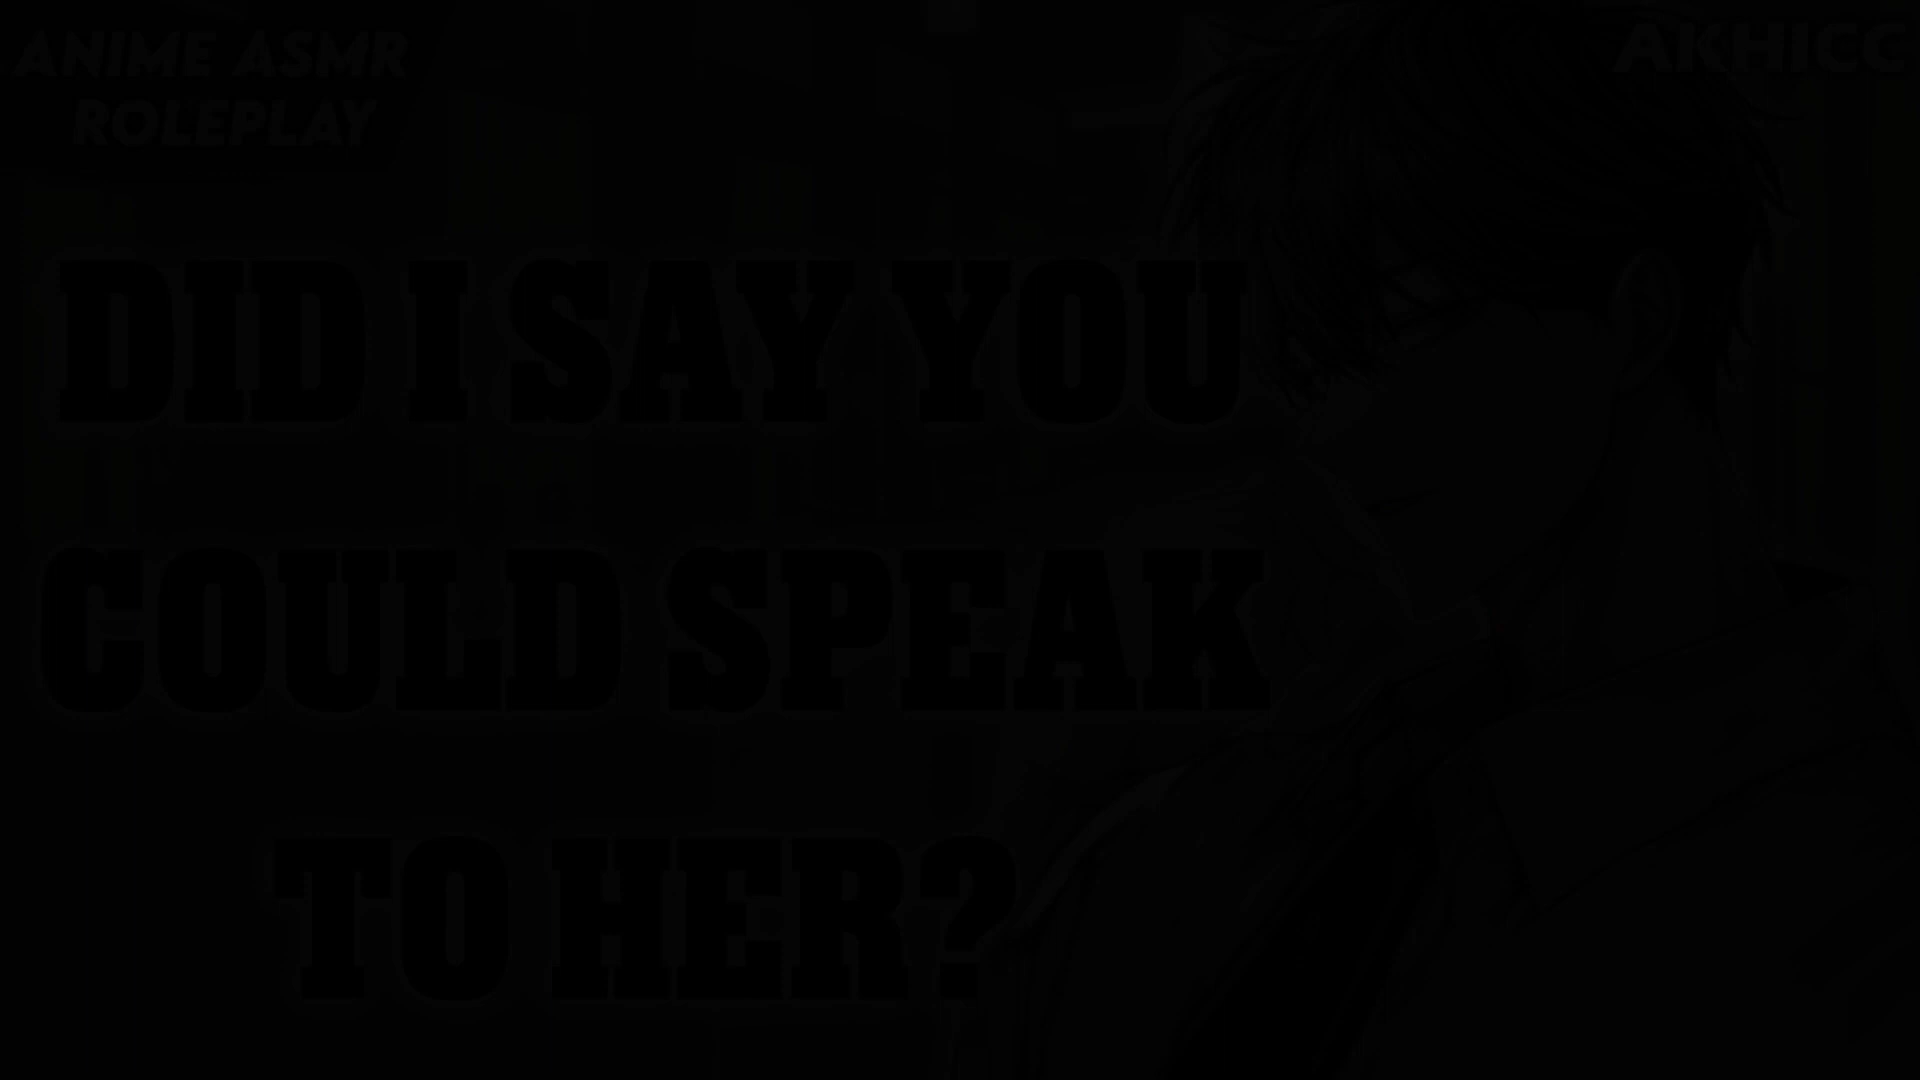 ANIME ASMR
ROLEPLAY
AKHICC
DID I SAY YOU
COULD SPEAK
TO HER?